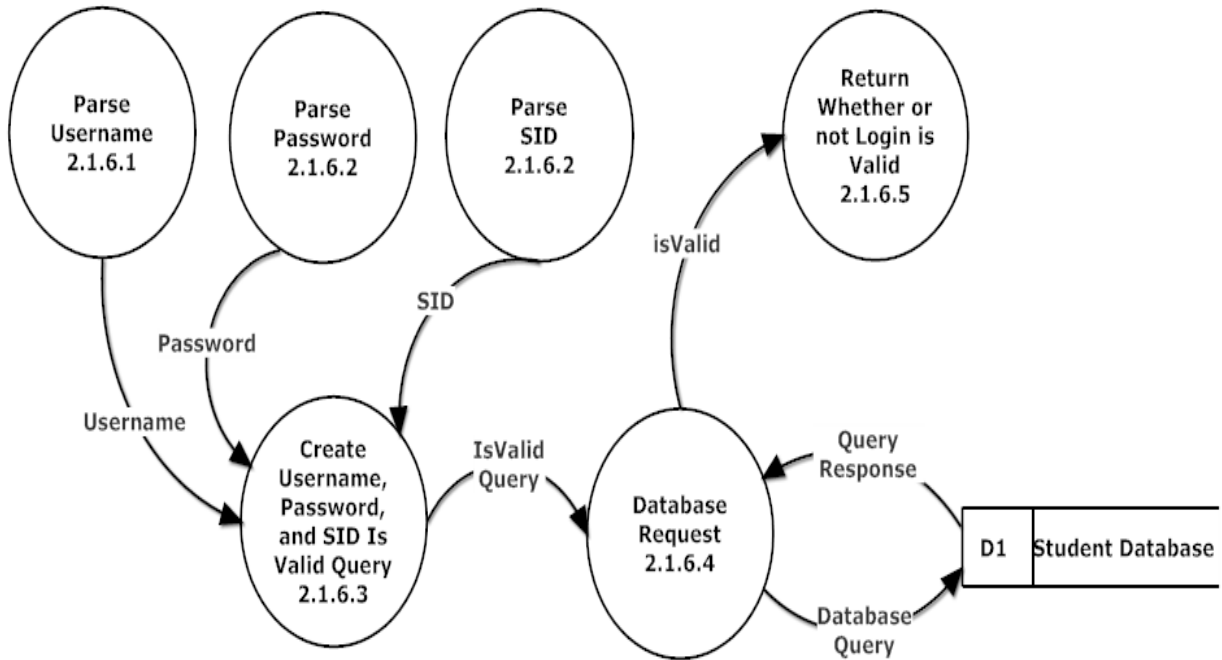 Parse
Username
2.1.6.1
Parse
Password
2.1.6.2
Parse
SID
2.1.6.2
Return
Whether or
not Login is
Valid
2.1.6.5
isValid
SID
Password
Username
Create
Username,
Password,
and SID Is
Valid Query
2.1.6.3
IsValid
Query
Database
Request
2.1.6.4
Query
Response
D1
Student Database
Database
Query